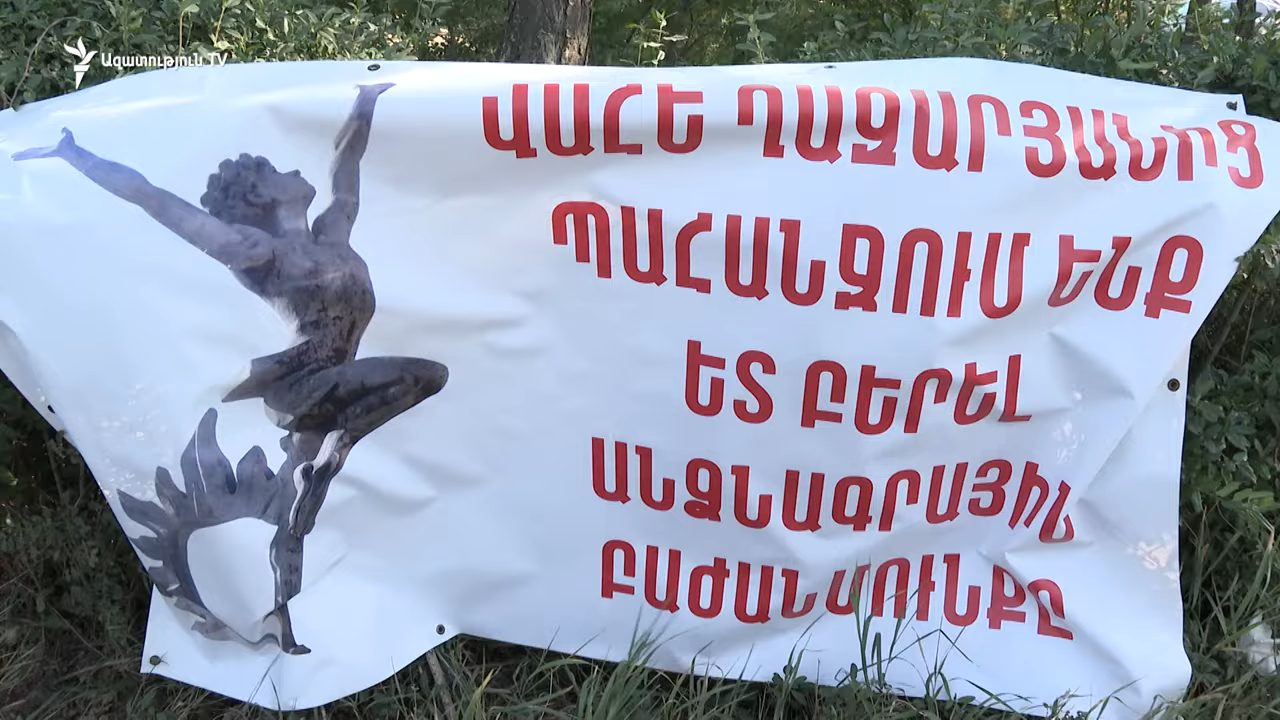 Ազատություն TV
ՎԱՀԵ ՂԱԶԱՐՅԱՆԻՑ
ՊԱՀԱՆՋՈՒՄ ԵՆՔ
ԵՏ ԲԵՐԵԼ
ԱՆՁՆԱԳՐԱՅԻՆ
ԲԱԺԱՆՄՈՒՆՔԸ